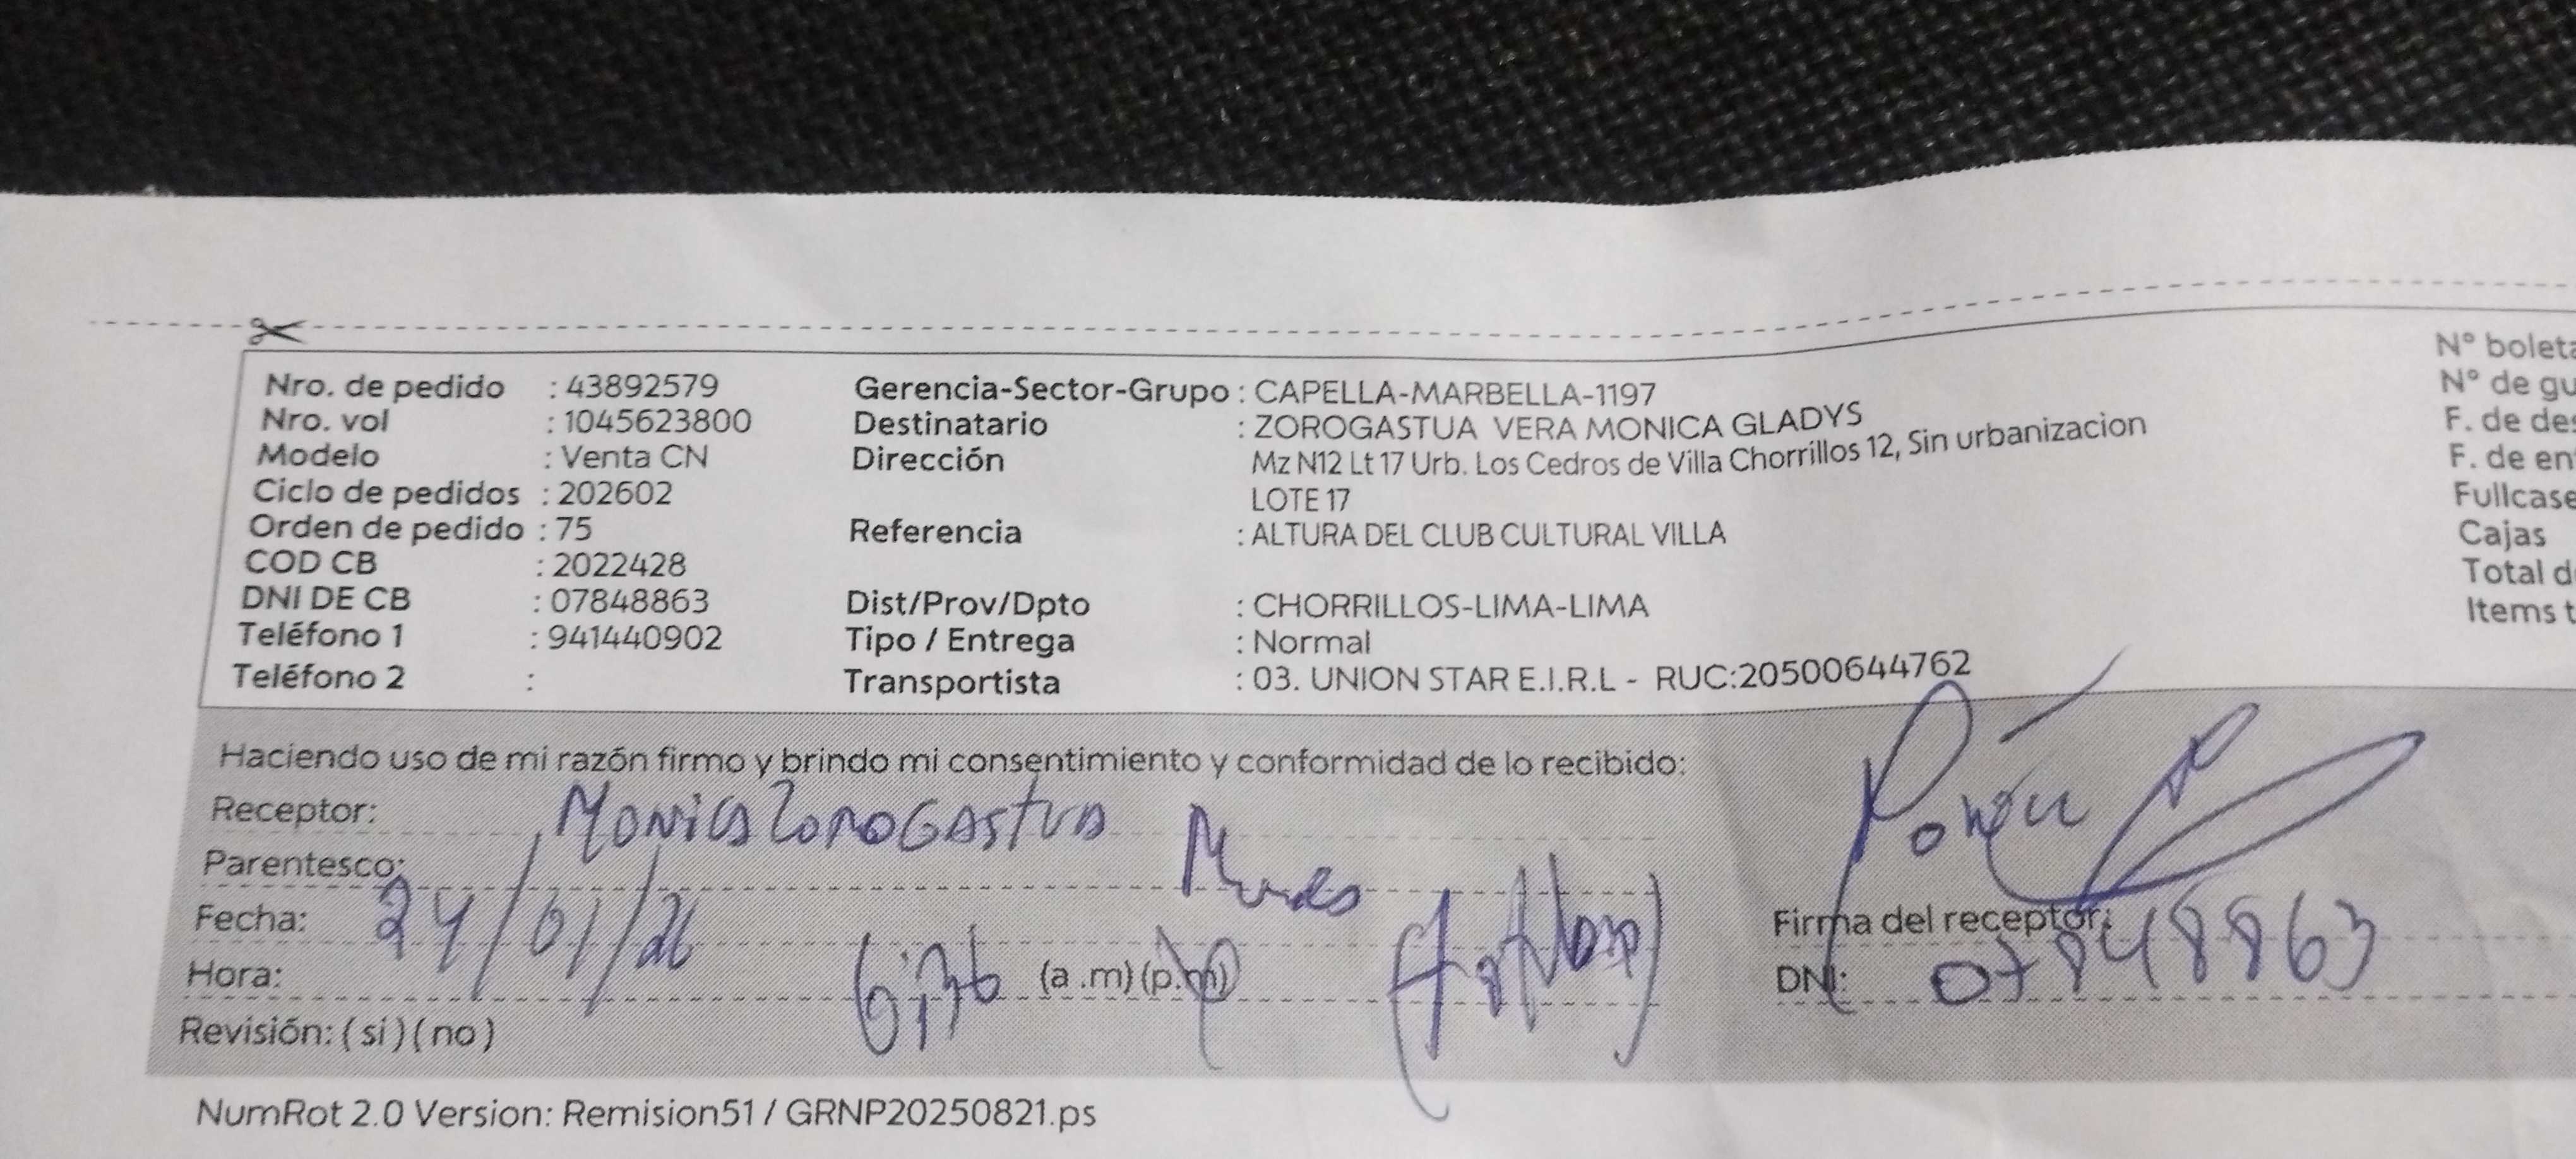 Nro. de pedido : 43892579 Gerencia-Sector-Grupo : CAPELLA-MARBELLA-1197 N° boleta
Nro. vol : 1045623800 Destinatario : ZOROGASTUA VERA MONICA GLADYS N° de gu
Modelo : Venta CN Dirección Mz N12 Lt 17 Urb. Los Cedros de Villa Chorrillos 12, Sin urbanizacion F. de des
Ciclo de pedidos : 202602 LOTE 17 F. de en
Orden de pedido : 75 Referencia : ALTURA DEL CLUB CULTURAL VILLA Fullcase
COD CB : 2022428 Cajas
DNI DE CB : 07848863 Dist/Prov/Dpto : CHORRILLOS-LIMA-LIMA Total d
Teléfono 1 : 941440902 Tipo / Entrega : Normal Items t
Teléfono 2 : Transportista : 03. UNION STAR E.I.R.L - RUC:20500644762
Haciendo uso de mi razón firmo y brindo mi consentimiento y conformidad de lo recibido:
Receptor: MONICA ZOROGASTUA
Parentesco:
Fecha: 24/01/26 Firma del receptor:
Hora: (a .m) (p.m) DNI: 07848863
Revisión: ( si ) ( no )
NumRot 2.0 Version: Remision51 / GRNP20250821.ps